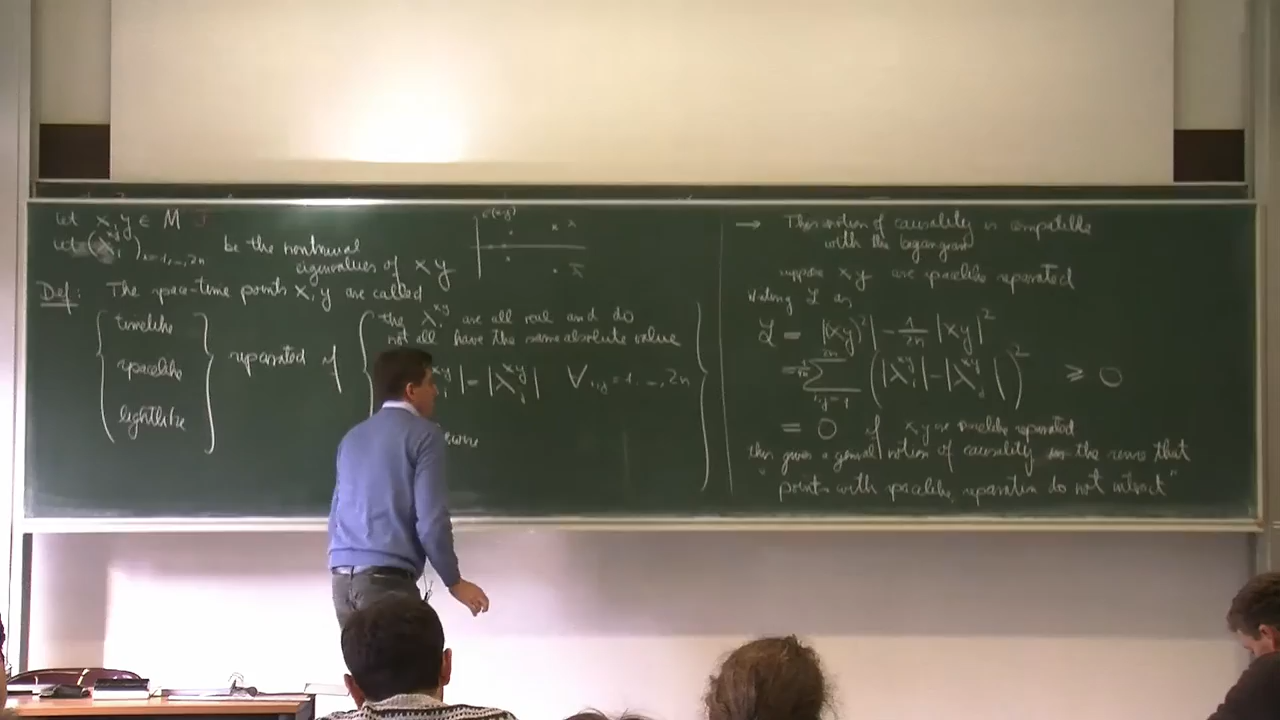 Let x, y ∈ M
let (λ_i^{xy})_{i=1,…,2n} be the nontrivial
eigenvalues of xy
σ(xy)
λ
λ̄
Def: The space-time points x, y are called
{ timelike
spacelike
lightlike } separated if
{ the λ_i^{xy} are all real and do
not all have the same absolute value
| = |λ_j^{xy}| ∀ i,j = 1,…,2n
→ This notion of causality is compatible
with the Lagrangian
suppose x, y are spacelike separated
Writing ℒ as
ℒ = |(xy)²| - 1/2n |xy|²
= 1/4n ∑_{i,j=1}^{2n} (|λ_i^{xy}| - |λ_j^{xy}|)² ≥ 0
= 0 if x, y are spacelike separated
this gives a general notion of causality in the sense that
"points with spacelike separation do not interact"